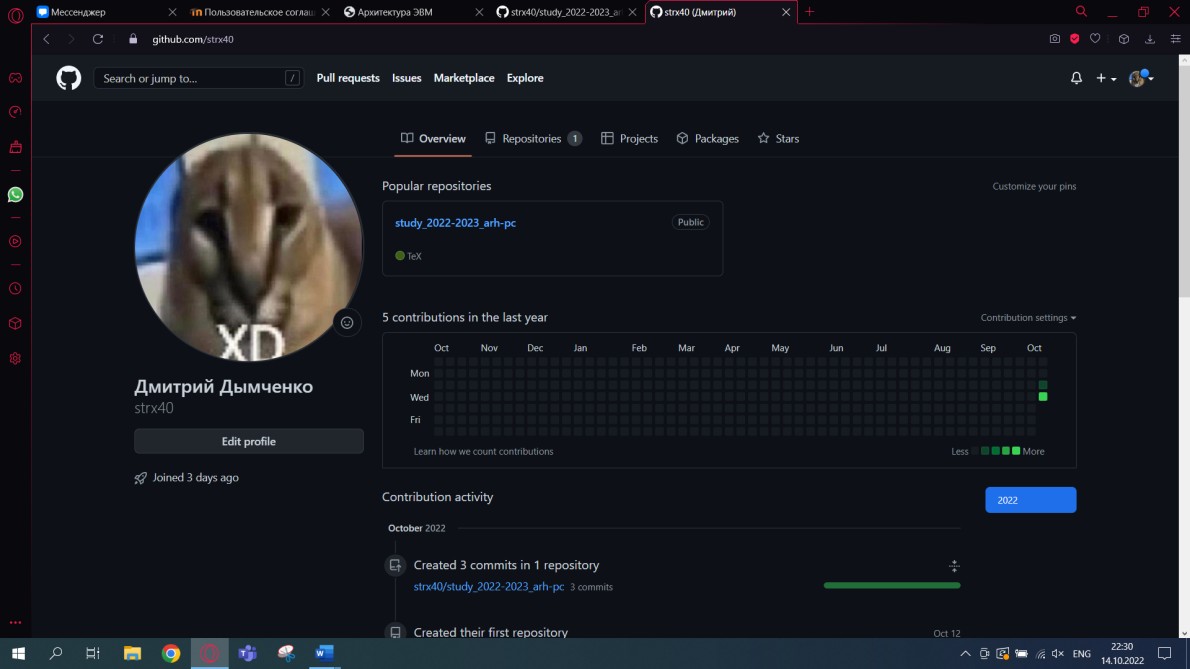 Мессенджер
Пользовательское соглаш
Архитектура ЭВМ
strx40/study_2022-2023_ar
strx40 (Дмитрий)
github.com/strx40
Search or jump to...
/
Pull requests
Issues
Marketplace
Explore
Overview
Repositories 1
Projects
Packages
Stars
Popular repositories
Customize your pins
study_2022-2023_arh-pc
Public
TeX
XD
Дмитрий Дымченко
strx40
Edit profile
Joined 3 days ago
5 contributions in the last year
Contribution settings
Oct Nov Dec Jan Feb Mar Apr May Jun Jul Aug Sep Oct
Mon
Wed
Fri
Learn how we count contributions
Less
More
Contribution activity
2022
October 2022
Created 3 commits in 1 repository
strx40/study_2022-2023_arh-pc 3 commits
Created their first repository
Oct 12
ENG
22:30
14.10.2022